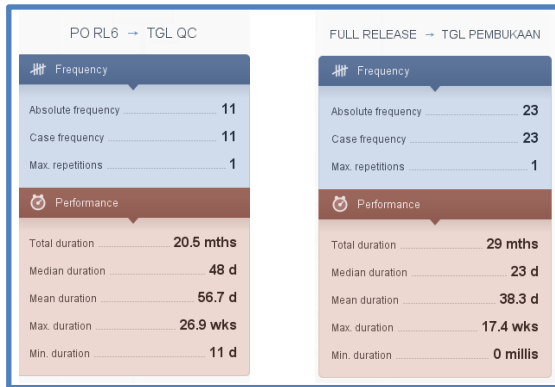 PO RL6 → TGL QC
Frequency
Absolute frequency 11
Case frequency 11
Max. repetitions 1
Performance
Total duration 20.5 mths
Median duration 48 d
Mean duration 56.7 d
Max. duration 26.9 wks
Min. duration 11 d
FULL RELEASE → TGL PEMBUKAAN
Frequency
Absolute frequency 23
Case frequency 23
Max. repetitions 1
Performance
Total duration 29 mths
Median duration 23 d
Mean duration 38.3 d
Max. duration 17.4 wks
Min. duration 0 millis